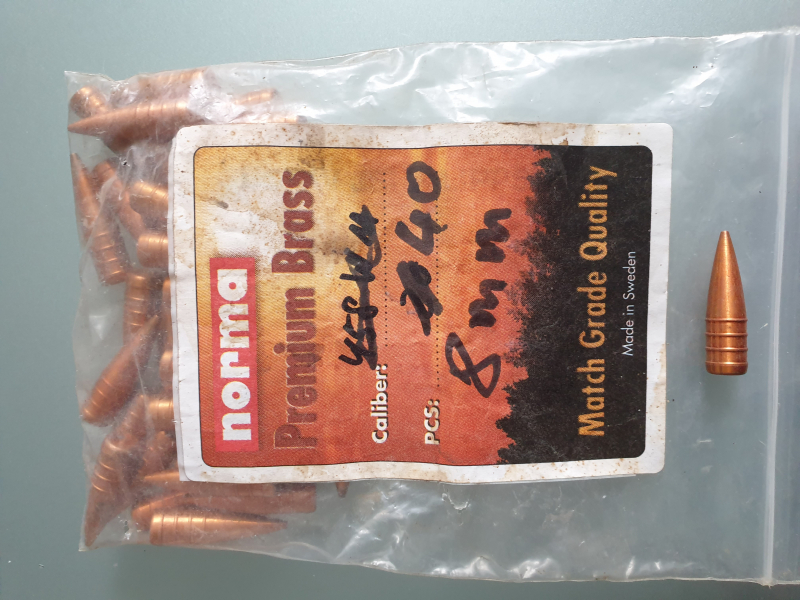 norma
Premium Brass
Caliber:
PCS: 40
8mm
Match Grade Quality
Made in Sweden